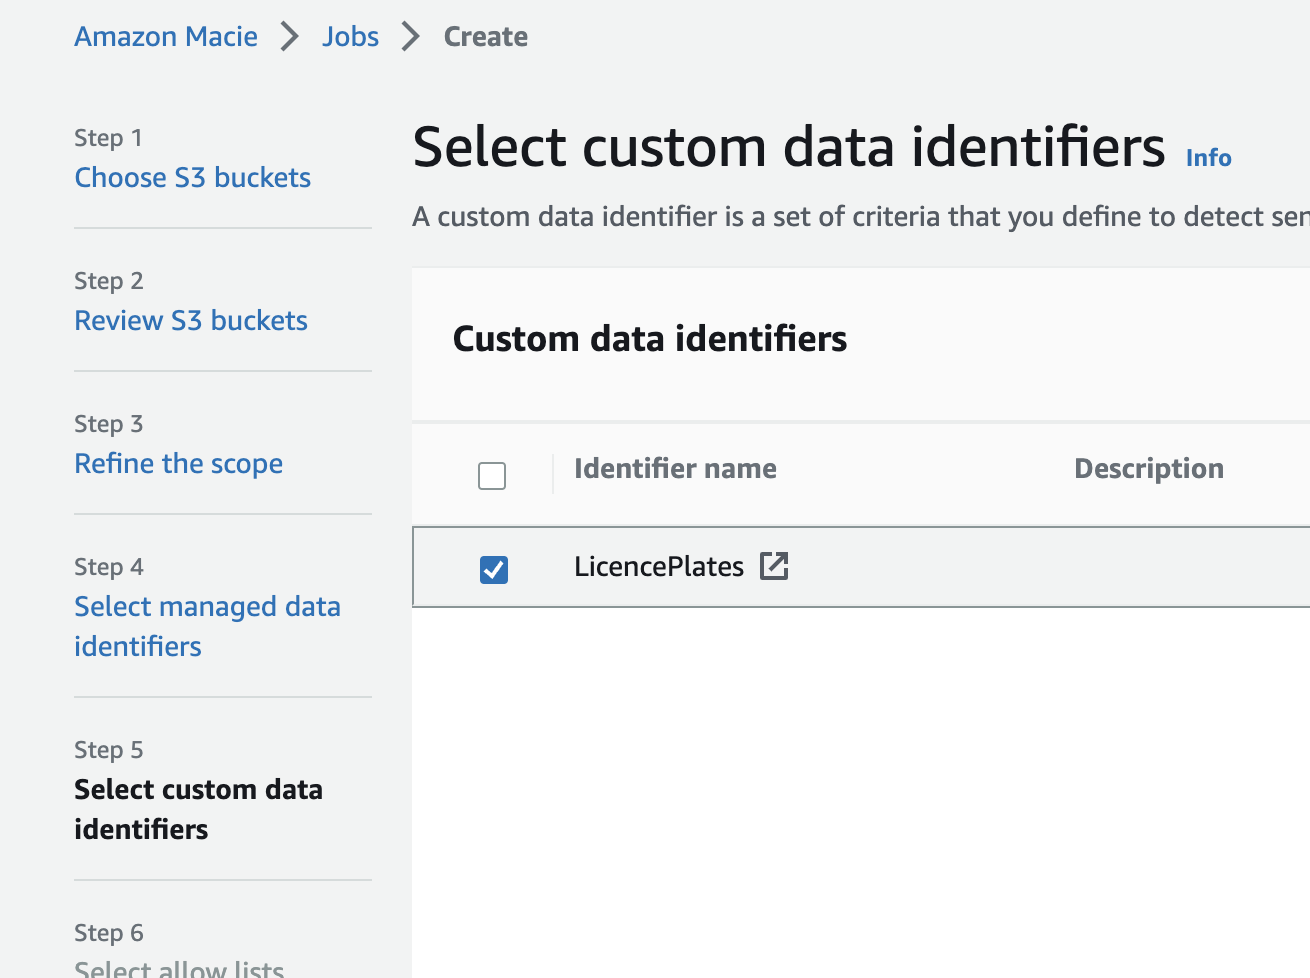 Amazon Macie > Jobs > Create
Step 1
Choose S3 buckets
Step 2
Review S3 buckets
Step 3
Refine the scope
Step 4
Select managed data
identifiers
Step 5
Select custom data
identifiers
Step 6
Select allow lists
Select custom data identifiers Info
A custom data identifier is a set of criteria that you define to detect
Custom data identifiers
Identifier name Description
LicencePlates